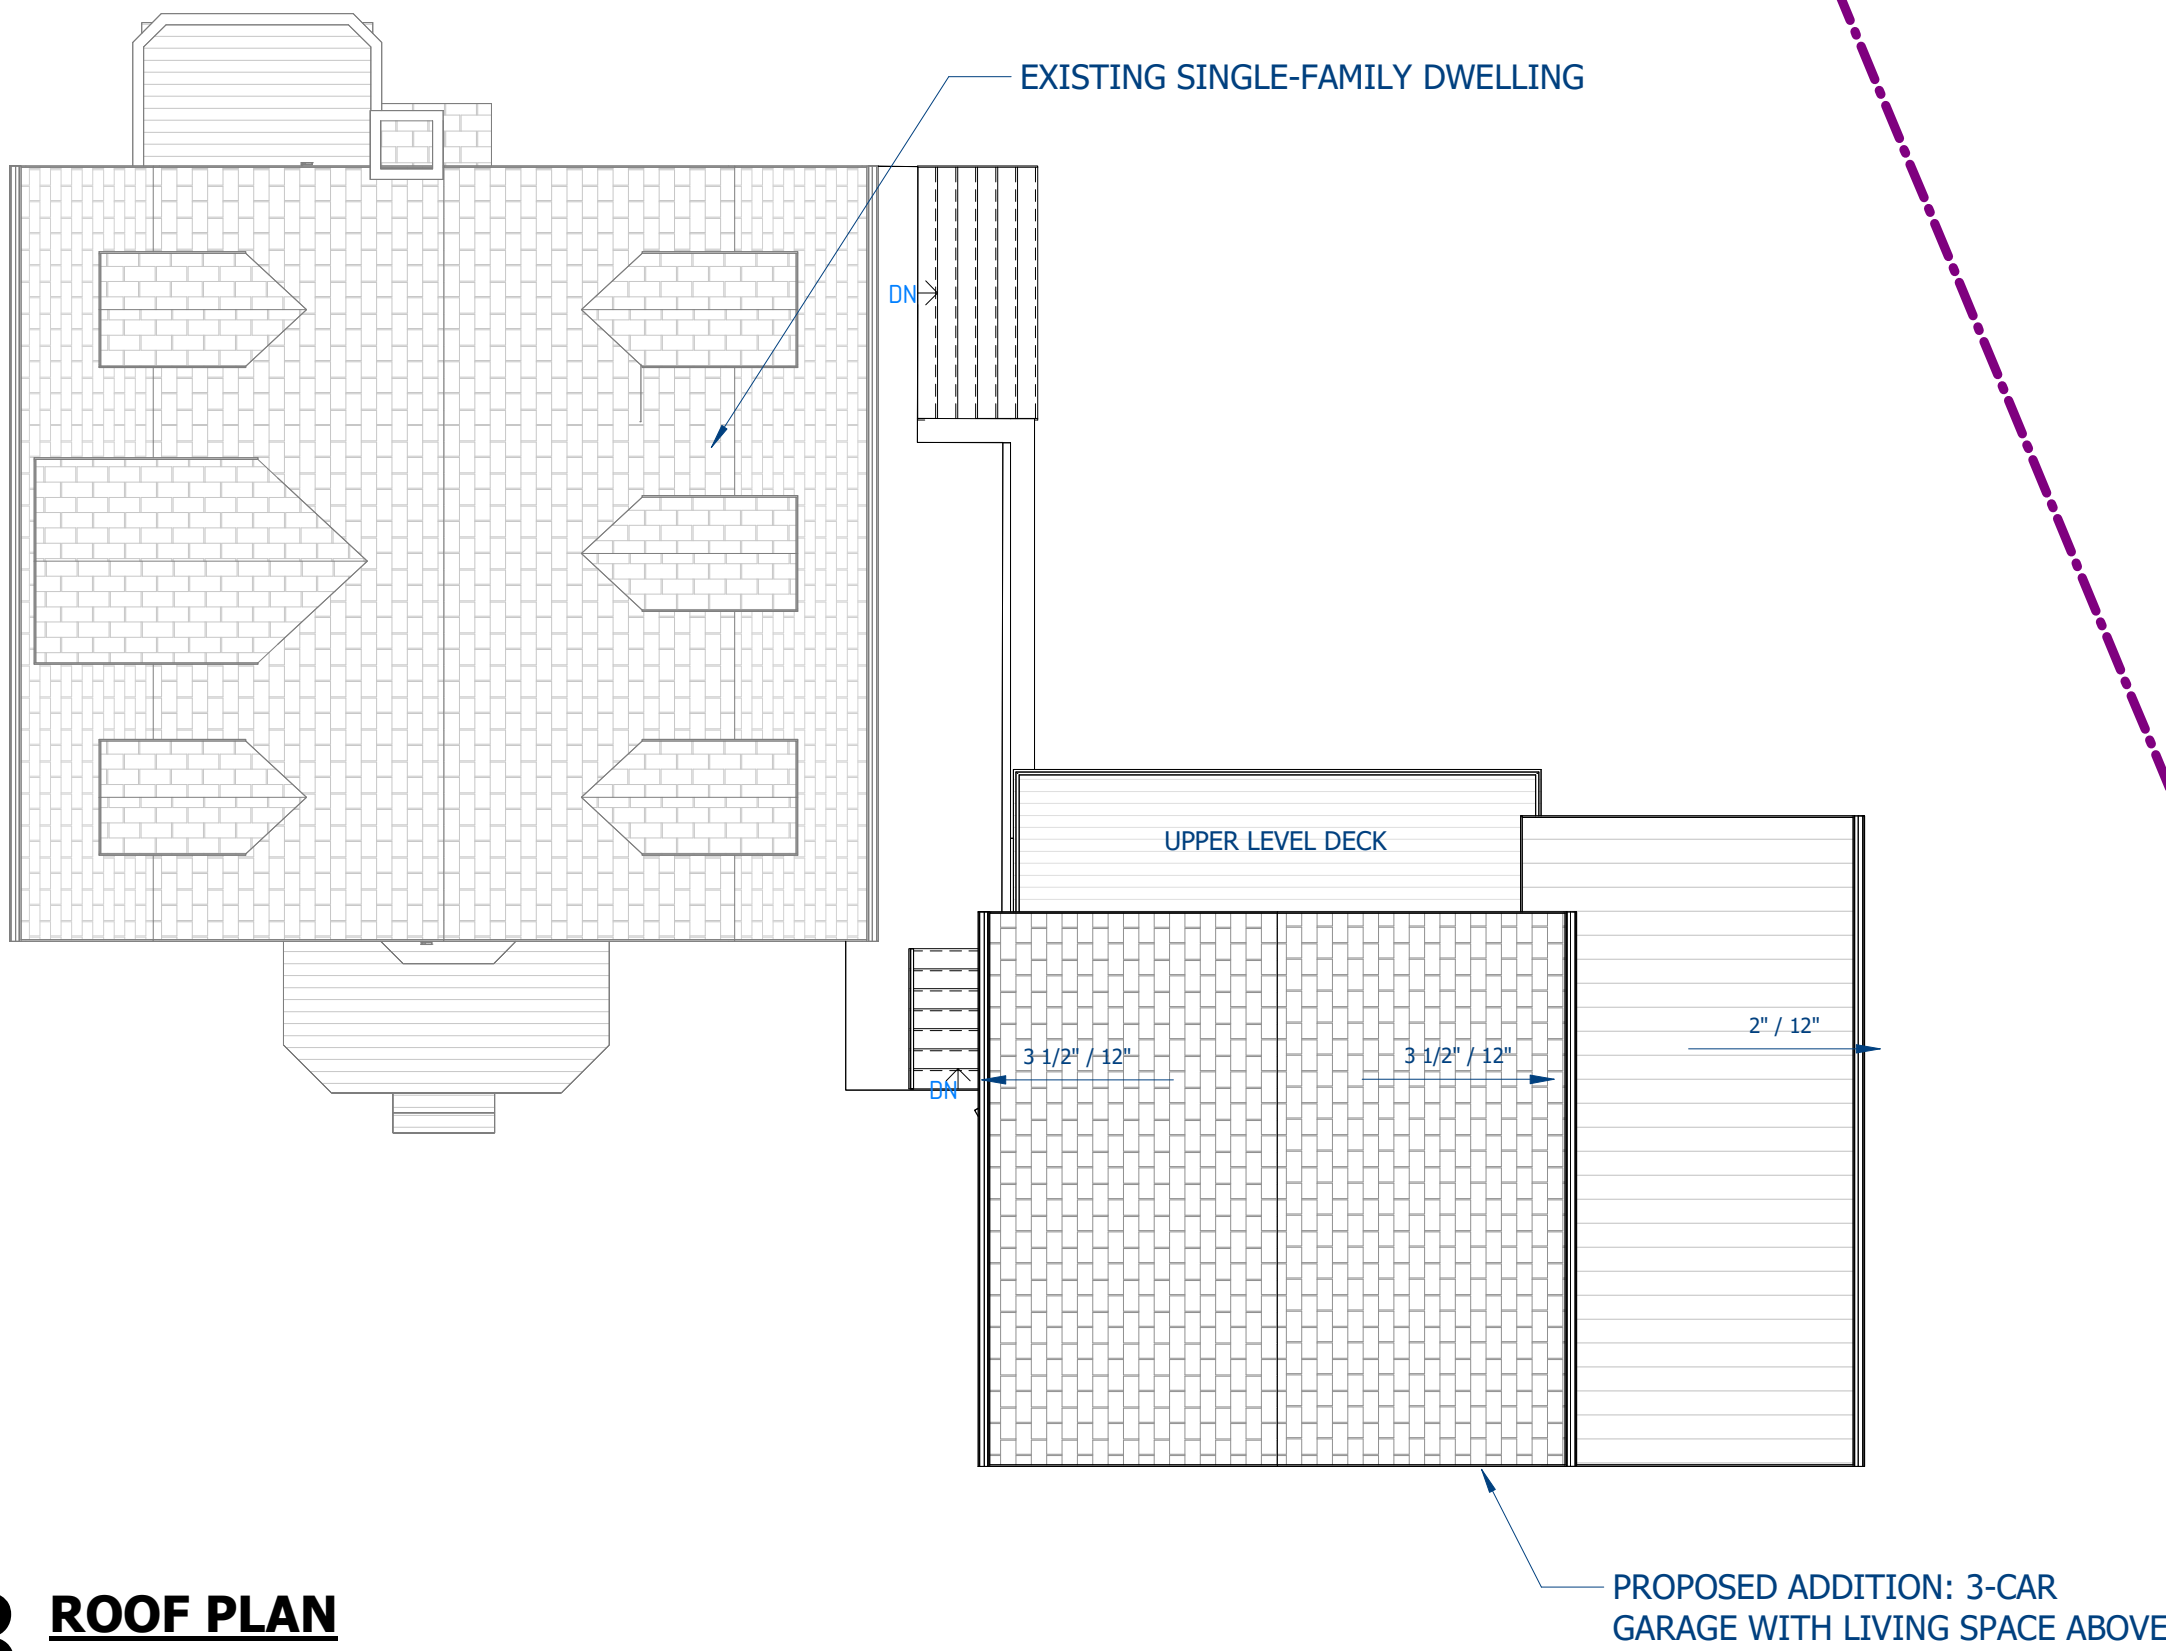 EXISTING SINGLE-FAMILY DWELLING
DN
UPPER LEVEL DECK
2" / 12"
3 1/2" / 12"
3 1/2" / 12"
DN
PROPOSED ADDITION: 3-CAR
GARAGE WITH LIVING SPACE ABOVE
ROOF PLAN